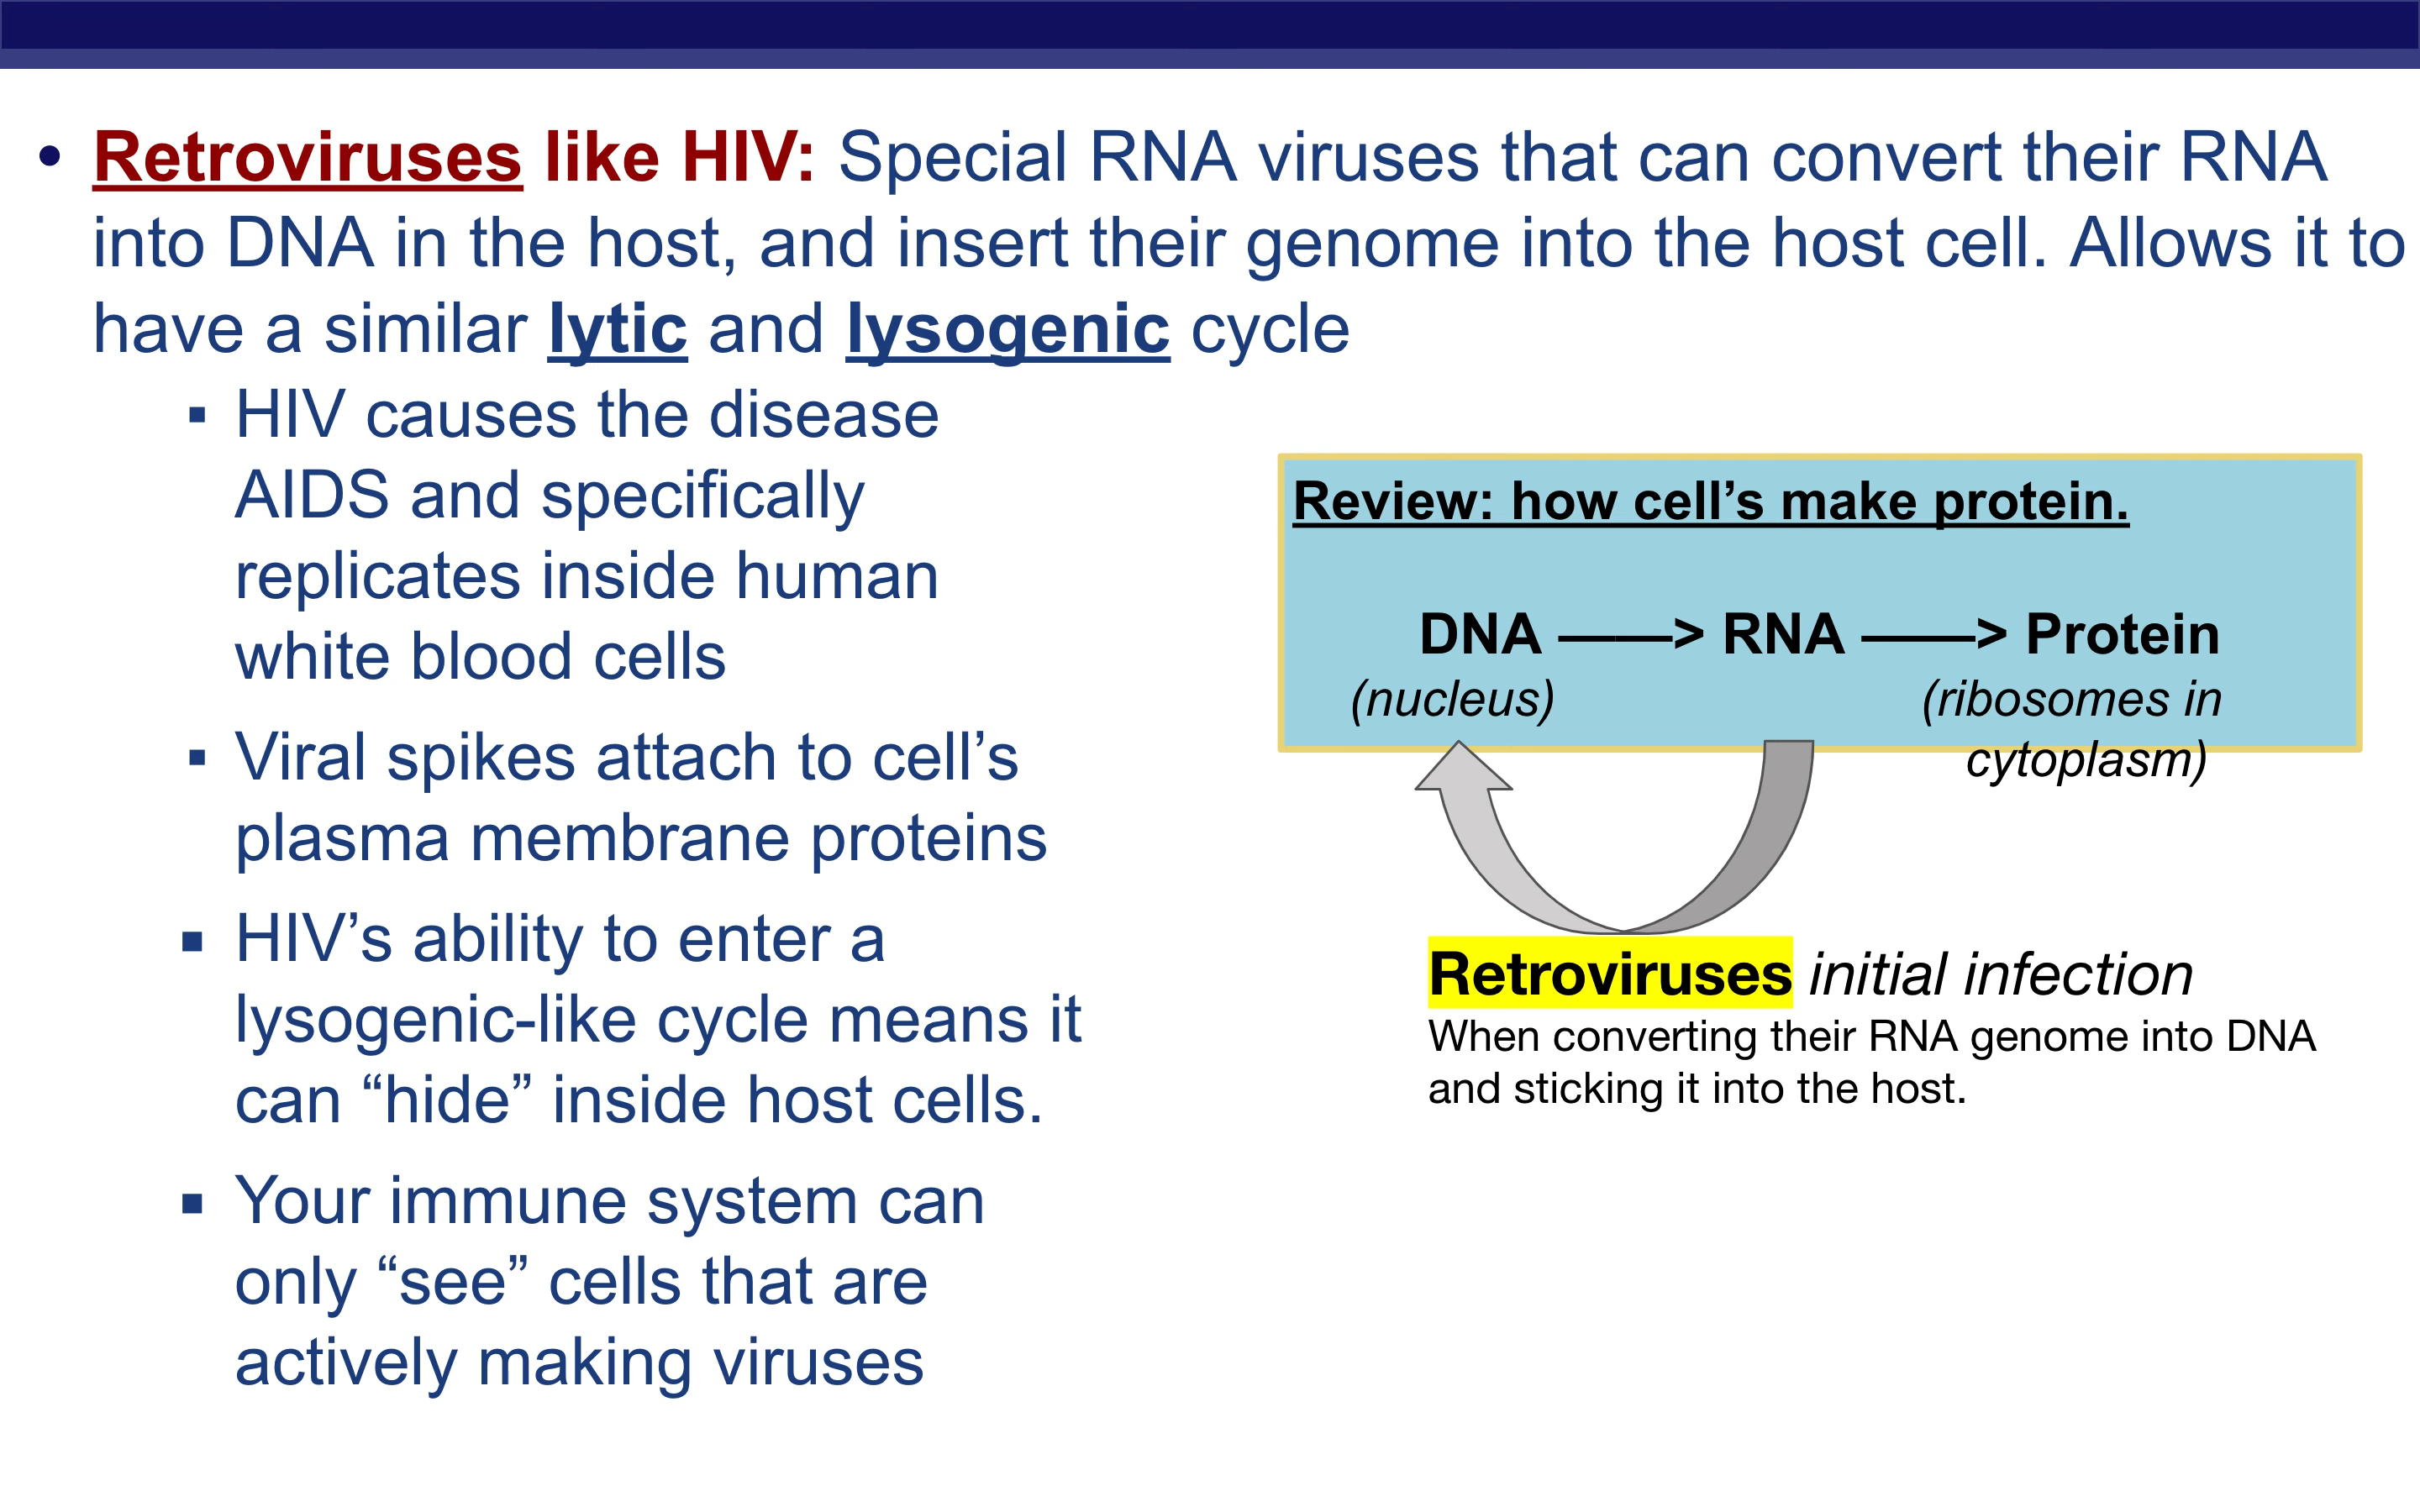 • Retroviruses like HIV: Special RNA viruses that can convert their RNA
into DNA in the host, and insert their genome into the host cell. Allows it to
have a similar lytic and lysogenic cycle
▪ HIV causes the disease
AIDS and specifically
replicates inside human
white blood cells
▪ Viral spikes attach to cell’s
plasma membrane proteins
▪ HIV’s ability to enter a
lysogenic-like cycle means it
can “hide” inside host cells.
▪ Your immune system can
only “see” cells that are
actively making viruses
Review: how cell’s make protein.
DNA ——> RNA ——> Protein
(nucleus) (ribosomes in
cytoplasm)
Retroviruses initial infection
When converting their RNA genome into DNA
and sticking it into the host.